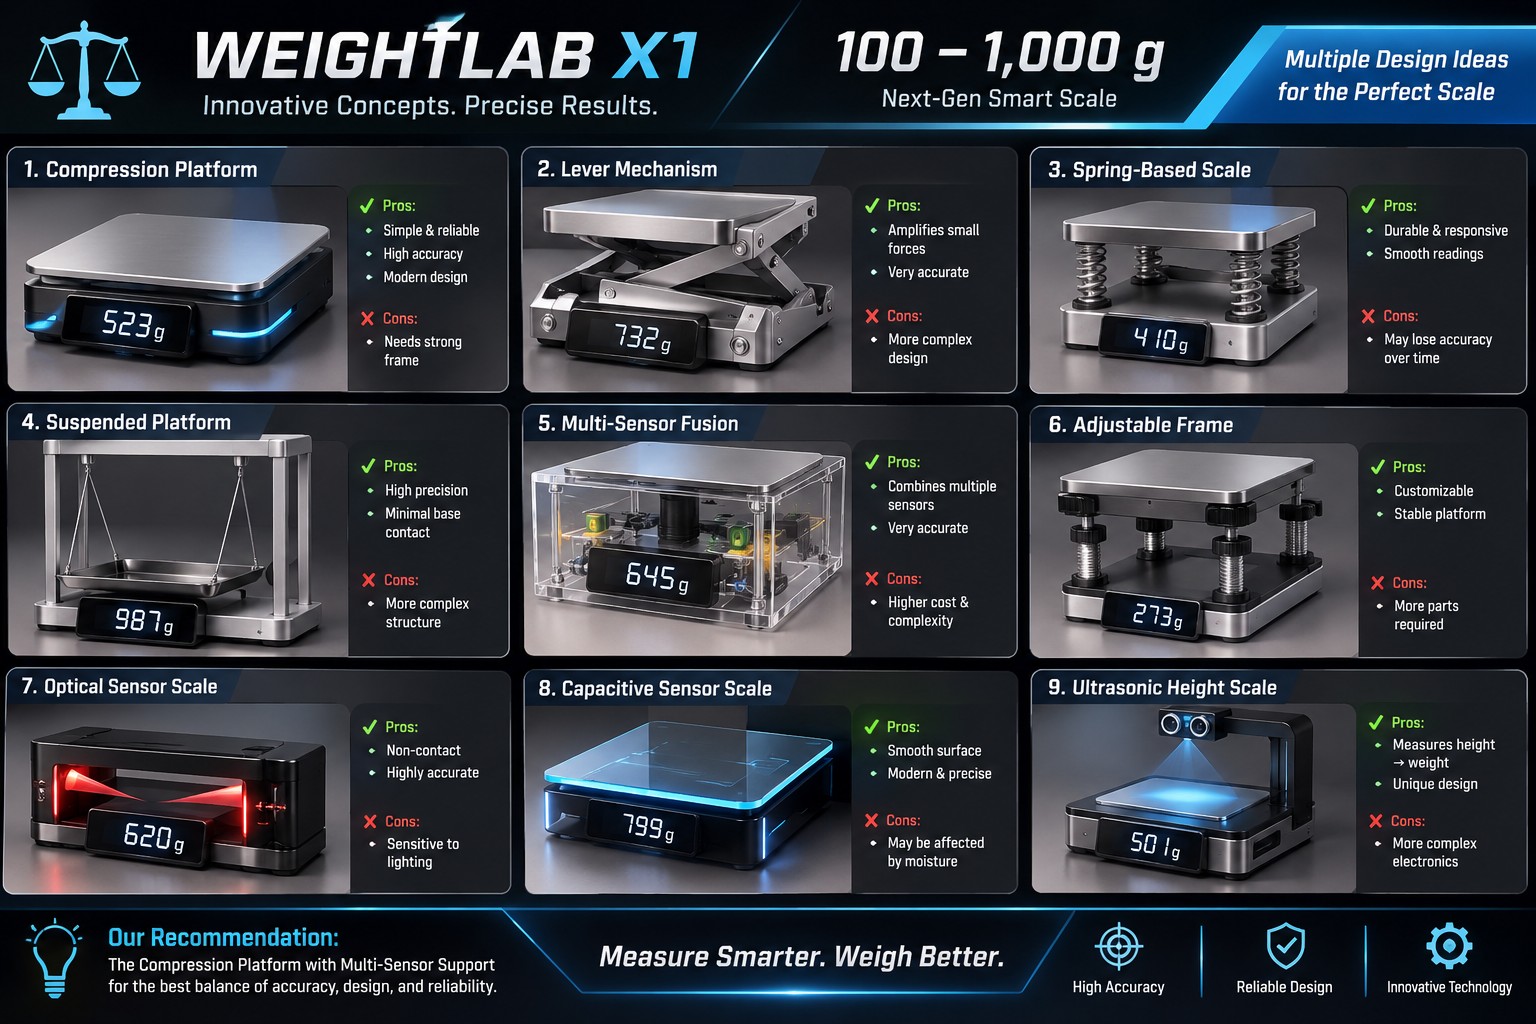 WEIGHTLAB X1
Innovative Concepts. Precise Results.
100 – 1,000 g
Next-Gen Smart Scale
Multiple Design Ideas
for the Perfect Scale
1. Compression Platform
523g
Pros:
Simple & reliable
High accuracy
Modern design
Cons:
Needs strong
frame
2. Lever Mechanism
732g
Pros:
Amplifies small
forces
Very accurate
Cons:
More complex
design
3. Spring-Based Scale
410g
Pros:
Durable & responsive
Smooth readings
Cons:
May lose accuracy
over time
4. Suspended Platform
987g
Pros:
High precision
Minimal base
contact
Cons:
More complex
structure
5. Multi-Sensor Fusion
645g
Pros:
Combines multiple
sensors
Very accurate
Cons:
Higher cost &
complexity
6. Adjustable Frame
273g
Pros:
Customizable
Stable platform
Cons:
More parts
required
7. Optical Sensor Scale
620g
Pros:
Non-contact
Highly accurate
Cons:
Sensitive to
lighting
8. Capacitive Sensor Scale
799g
Pros:
Smooth surface
Modern & precise
Cons:
May be affected
by moisture
9. Ultrasonic Height Scale
501g
Pros:
Measures height
→ weight
Unique design
Cons:
More complex
electronics
Our Recommendation:
The Compression Platform with Multi-Sensor Support
for the best balance of accuracy, design, and reliability.
Measure Smarter. Weigh Better.
High Accuracy
Reliable Design
Innovative Technology